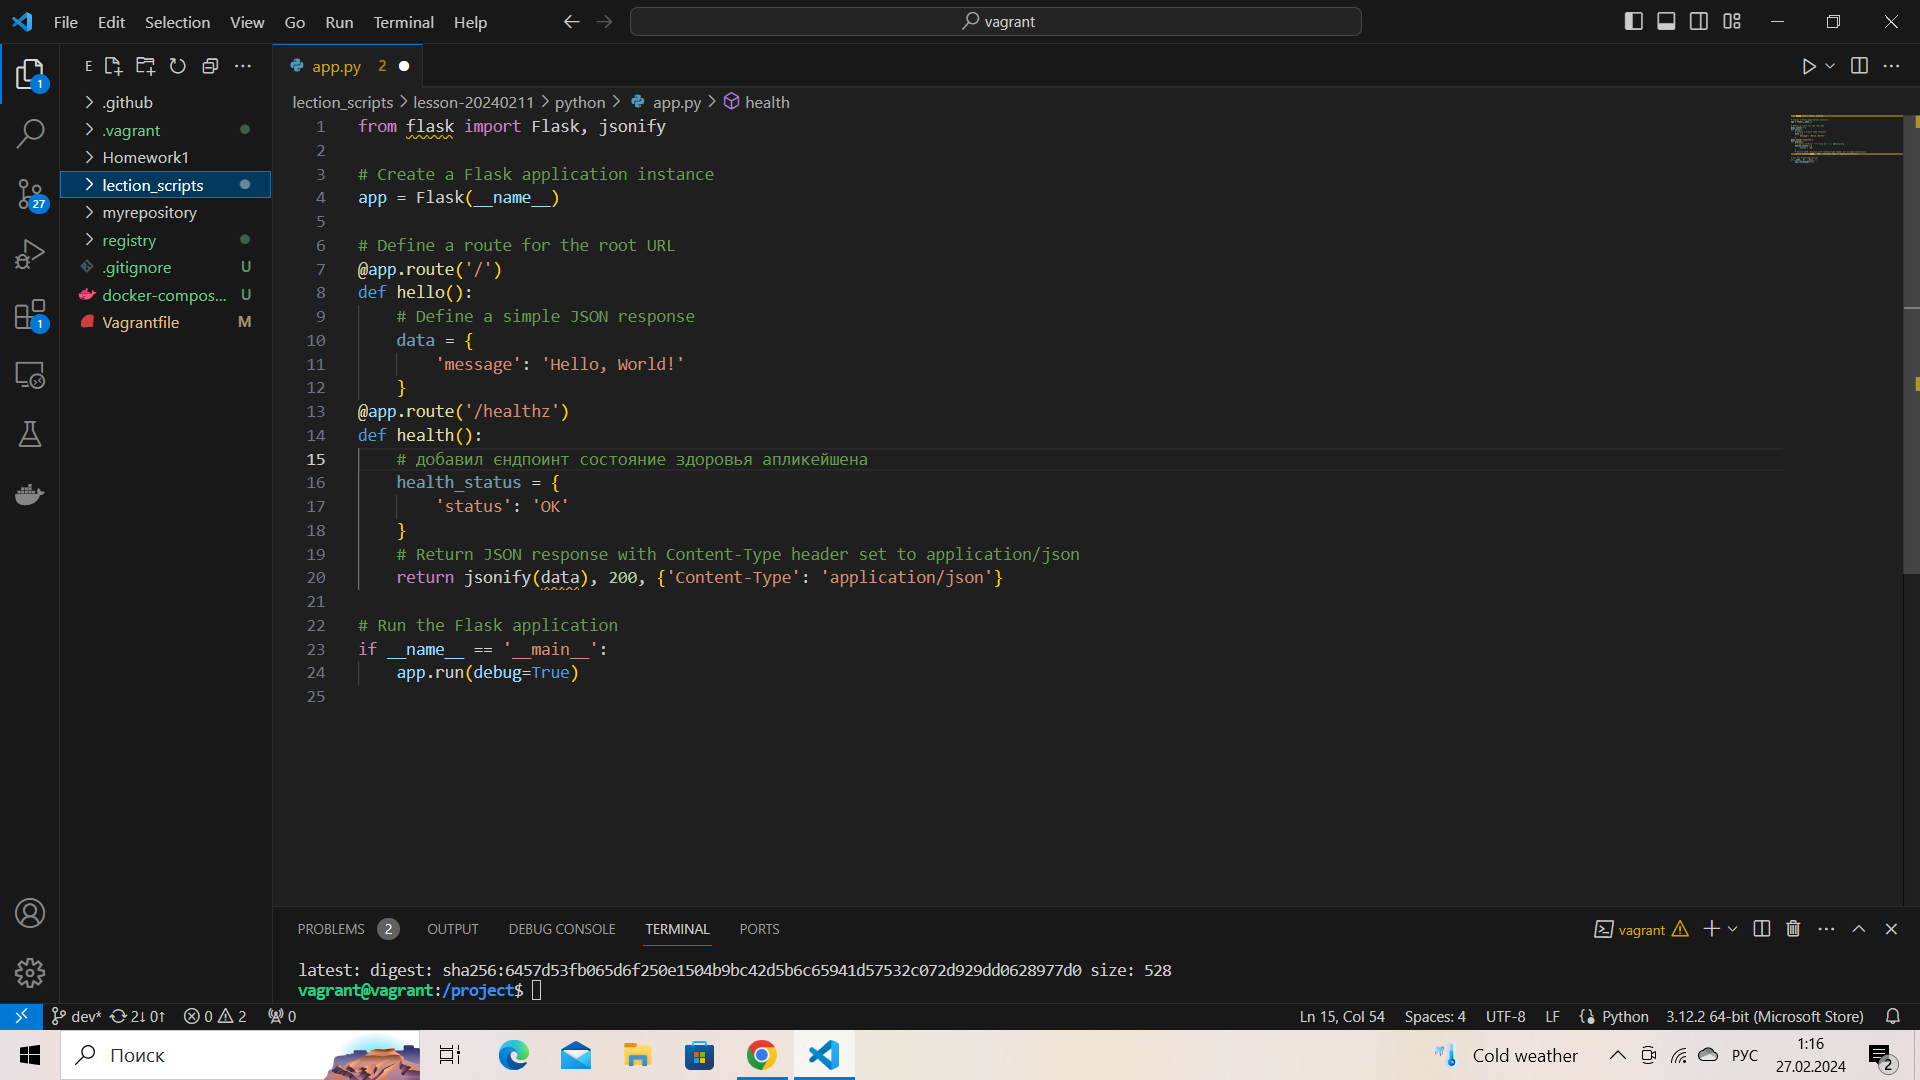 File Edit Selection View Go Run Terminal Help
vagrant
E
app.py 2
1
.github
.vagrant
Homework1
lection_scripts
myrepository
registry
.gitignore U
docker-compos... U
Vagrantfile M
27
1
lection_scripts > lesson-20240211 > python > app.py > health
1 from flask import Flask, jsonify
2
3 # Create a Flask application instance
4 app = Flask(__name__)
5
6 # Define a route for the root URL
7 @app.route('/')
8 def hello():
9 # Define a simple JSON response
10 data = {
11 'message': 'Hello, World!'
12 }
13 @app.route('/healthz')
14 def health():
15 # добавил єндпоинт состояние здоровья апликейшена
16 health_status = {
17 'status': 'OK'
18 }
19 # Return JSON response with Content-Type header set to application/json
20 return jsonify(data), 200, {'Content-Type': 'application/json'}
21
22 # Run the Flask application
23 if __name__ == '__main__':
24 app.run(debug=True)
25
PROBLEMS 2 OUTPUT DEBUG CONSOLE TERMINAL PORTS
vagrant
latest: digest: sha256:6457d53fb065d6f250e1504b9bc42d5b6c65941d57532c072d929dd0628977d0 size: 528
vagrant@vagrant:/project$
dev* 2↓ 0↑ 0 2 0
Ln 15, Col 54 Spaces: 4 UTF-8 LF Python 3.12.2 64-bit (Microsoft Store)
Поиск
Cold weather
РУС
1:16
27.02.2024
2